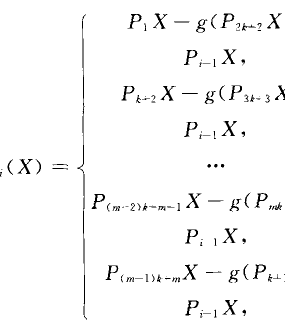 P₁X − g(P₂ₖ₊₂X
Pᵢ₋₁X,
Pₖ₊₂X − g(P₃ₖ₊₃X
Pᵢ₋₁X,
ᵢ(X) = { ⋯
P₍ₘ₋₂₎ₖ₊ₘ₋₁X − g(Pₘₖ
Pᵢ₋₁X,
P₍ₘ₋₁₎ₖ₊ₘX − g(Pₖ₊
Pᵢ₋₁X,